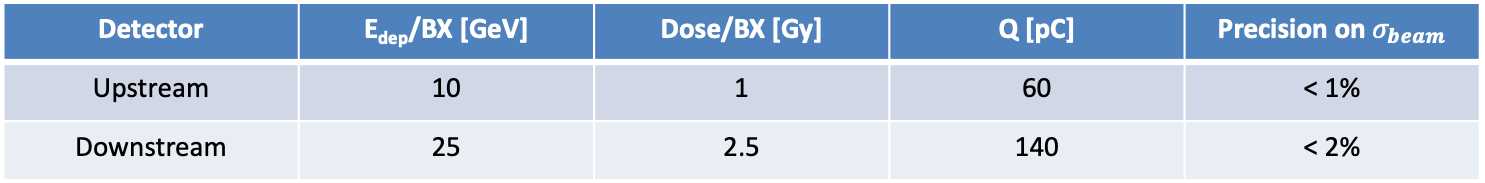 Detector E_dep/BX [GeV] Dose/BX [Gy] Q [pC] Precision on σ_beam
Upstream 10 1 60 < 1%
Downstream 25 2.5 140 < 2%